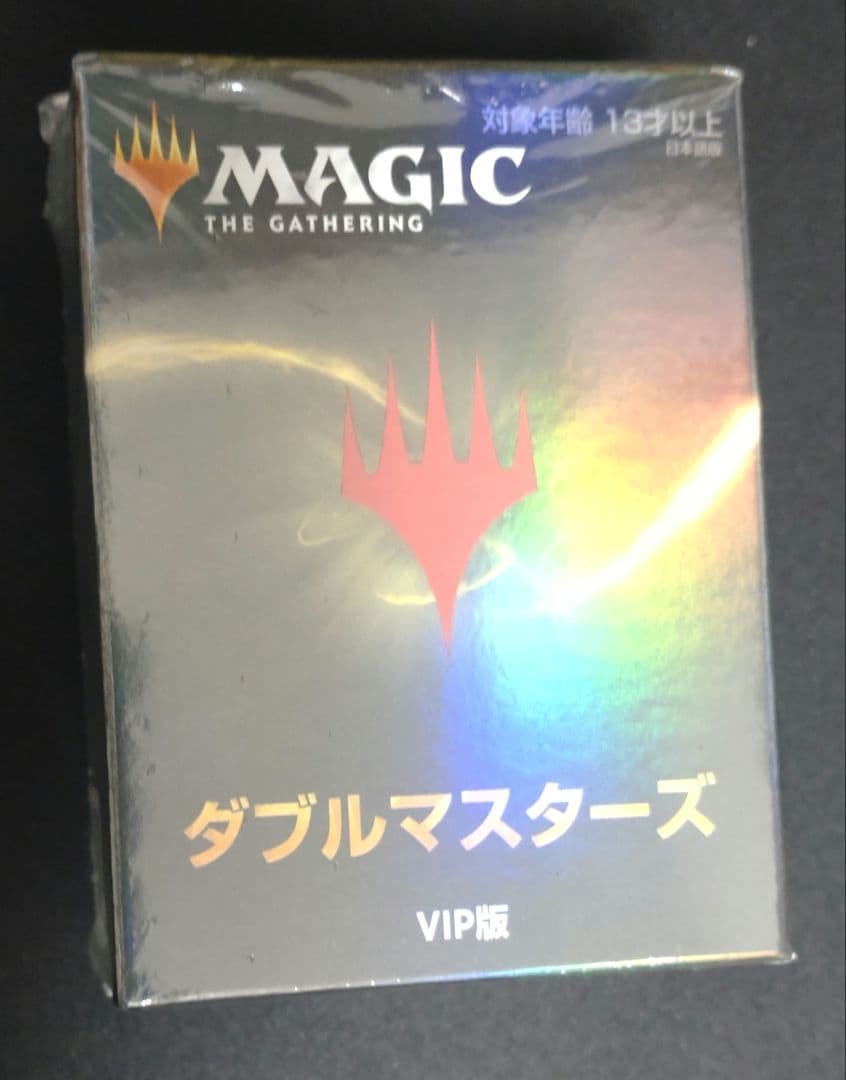 対象年齢 13才以上
日本語版
MAGIC
THE GATHERING
ダブルマスターズ
VIP版